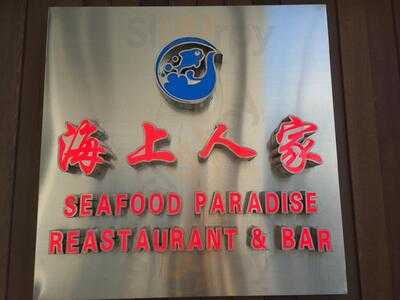 海上人家
SEAFOOD PARADISE
REASTAURANT & BAR